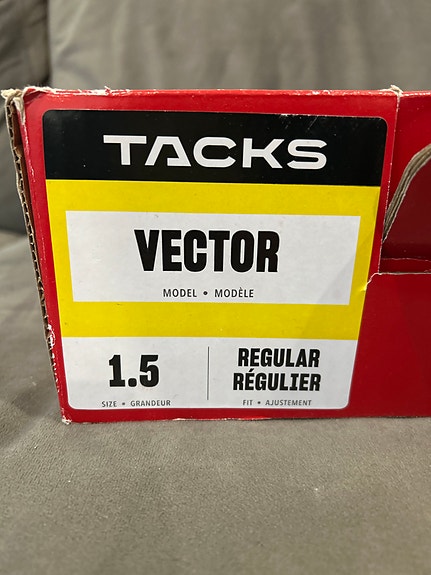 TACKS
VECTOR
MODEL • MODÈLE
1.5
SIZE • GRANDEUR
REGULAR
RÉGULIER
FIT • AJUSTEMENT